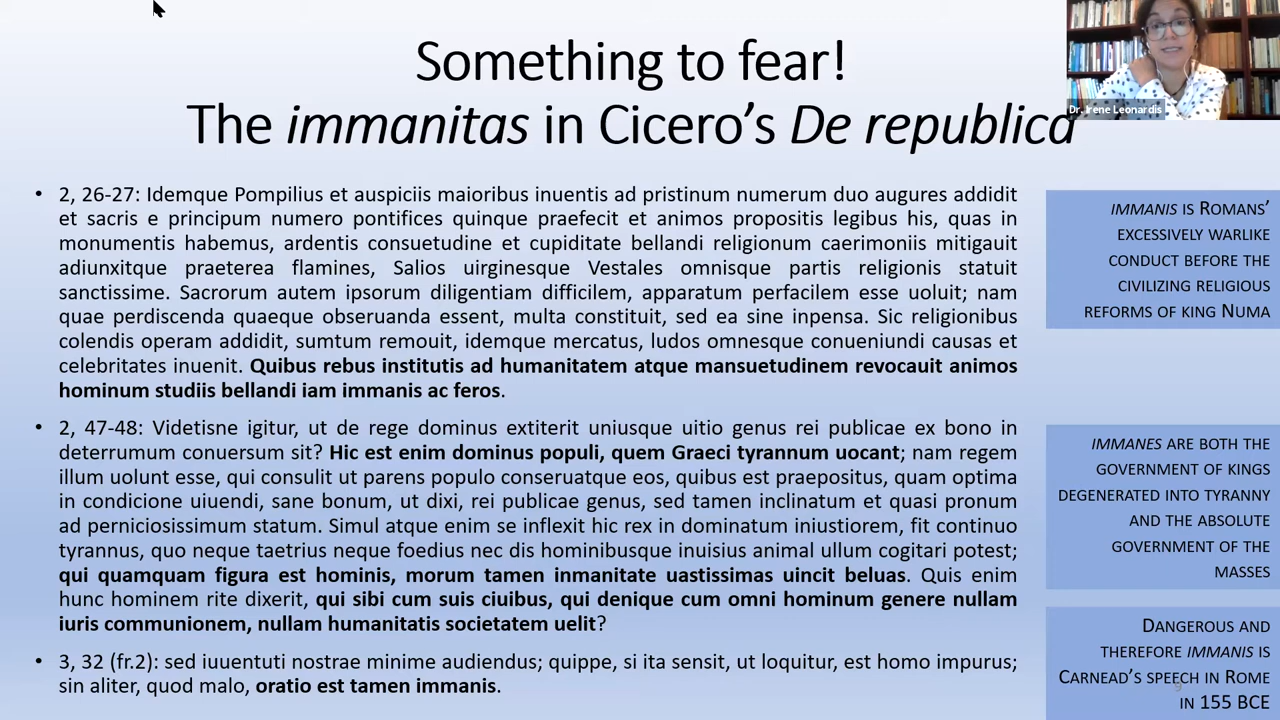 Something to fear!
The immanitas in Cicero's De republica
Dr. Irene Leonardis
• 2, 26-27: Idemque Pompilius et auspiciis maioribus inuentis ad pristinum numerum duo augures addidit
et sacris e principum numero pontifices quinque praefecit et animos propositis legibus his, quas in
monumentis habemus, ardentis consuetudine et cupiditate bellandi religionum caerimoniis mitigauit
adiunxitque praeterea flamines, Salios uirginesque Vestales omnisque partis religionis statuit
sanctissime. Sacrorum autem ipsorum diligentiam difficilem, apparatum perfacilem esse uoluit; nam
quae perdiscenda quaeque obseruanda essent, multa constituit, sed ea sine inpensa. Sic religionibus
colendis operam addidit, sumtum remouit, idemque mercatus, ludos omnesque conueniundi causas et
celebritates inuenit. Quibus rebus institutis ad humanitatem atque mansuetudinem reuocauit animos
hominum studiis bellandi iam immanis ac feros.
IMMANIS IS ROMANS'
EXCESSIVELY WARLIKE
CONDUCT BEFORE THE
CIVILIZING RELIGIOUS
REFORMS OF KING NUMA
• 2, 47-48: Videtisne igitur, ut de rege dominus extiterit uniusque uitio genus rei publicae ex bono in
deterrumum conuersum sit? Hic est enim dominus populi, quem Graeci tyrannum uocant; nam regem
illum uolunt esse, qui consulit ut parens populo conseruatque eos, quibus est praepositus, quam optima
in condicione uiuendi, sane bonum, ut dixi, rei publicae genus, sed tamen inclinatum et quasi pronum
ad perniciosissimum statum. Simul atque enim se inflexit hic rex in dominatum iniustiorem, fit continuo
tyrannus, quo neque taetrius neque foedius nec dis hominibusque inuisius animal ullum cogitari potest;
qui quamquam figura est hominis, morum tamen inmanitate uastissimas uincit beluas. Quis enim
hunc hominem rite dixerit, qui sibi cum suis ciuibus, qui denique cum omni hominum genere nullam
iuris communionem, nullam humanitatis societatem uelit?
IMMANES ARE BOTH THE
GOVERNMENT OF KINGS
DEGENERATED INTO TYRANNY
AND THE ABSOLUTE
GOVERNMENT OF THE
MASSES
• 3, 32 (fr.2): sed iuuentuti nostrae minime audiendus; quippe, si ita sensit, ut loquitur, est homo impurus;
sin aliter, quod malo, oratio est tamen immanis.
DANGEROUS AND
THEREFORE IMMANIS IS
CARNEAD'S SPEECH IN ROME
IN 155 BCE
9